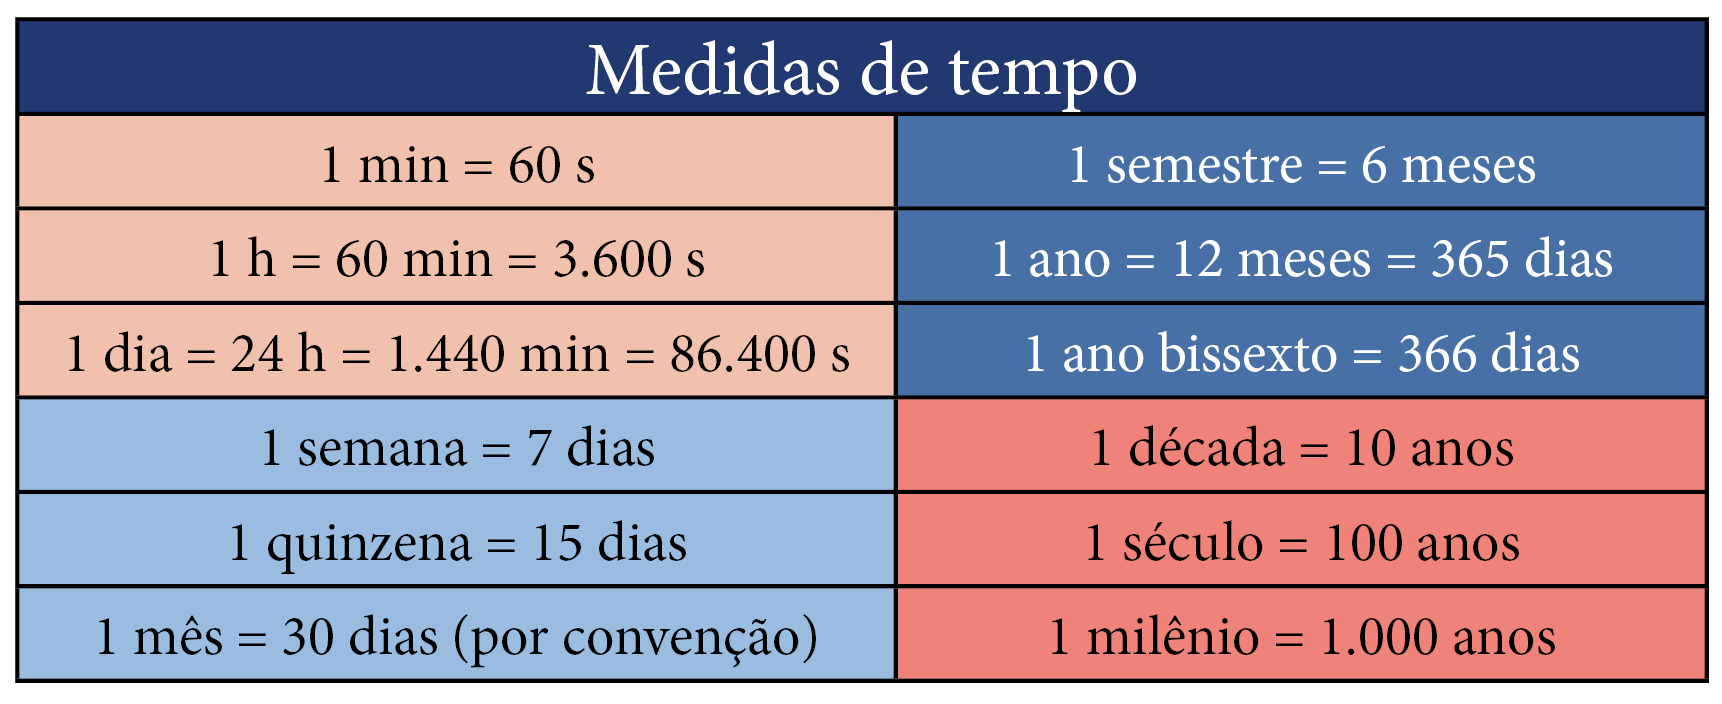 Medidas de tempo
1 min = 60 s
1 semestre = 6 meses
1 h = 60 min = 3.600 s
1 ano = 12 meses = 365 dias
1 dia = 24 h = 1.440 min = 86.400 s
1 ano bissexto = 366 dias
1 semana = 7 dias
1 década = 10 anos
1 quinzena = 15 dias
1 século = 100 anos
1 mês = 30 dias (por convenção)
1 milênio = 1.000 anos